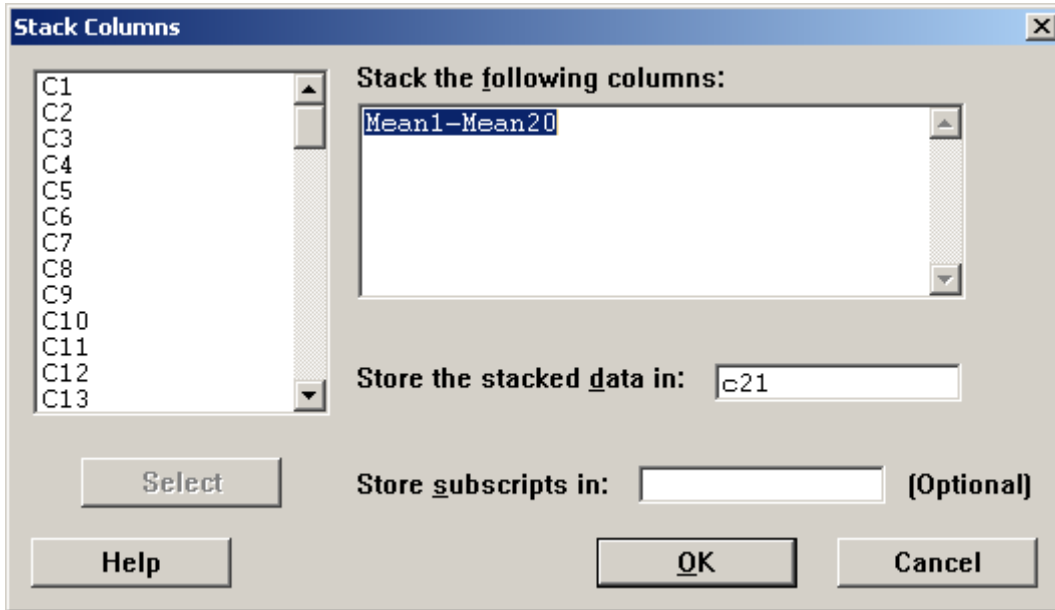 Stack Columns
C1
C2
C3
C4
C5
C6
C7
C8
C9
C10
C11
C12
C13
Stack the following columns:
Mean1-Mean20
Store the stacked data in: c21
Select
Store subscripts in: (Optional)
Help
OK
Cancel